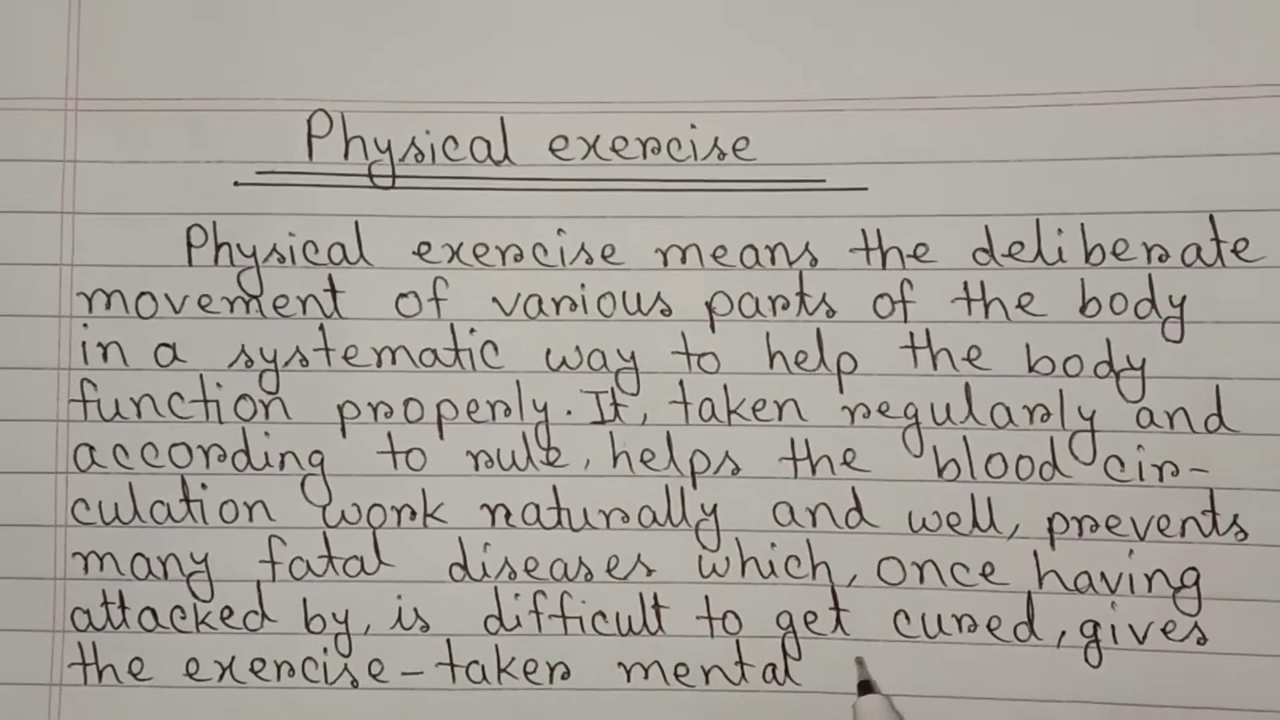 Physical exercise
Physical exercise means the deliberate
movement of various parts of the body
in a systematic way to help the body
function properly. It, taken regularly and
according to rule, helps the blood cir-
culation work naturally and well, prevents
many fatal diseases which, once having
attacked by, is difficult to get cured, gives
the exercise-taker mental